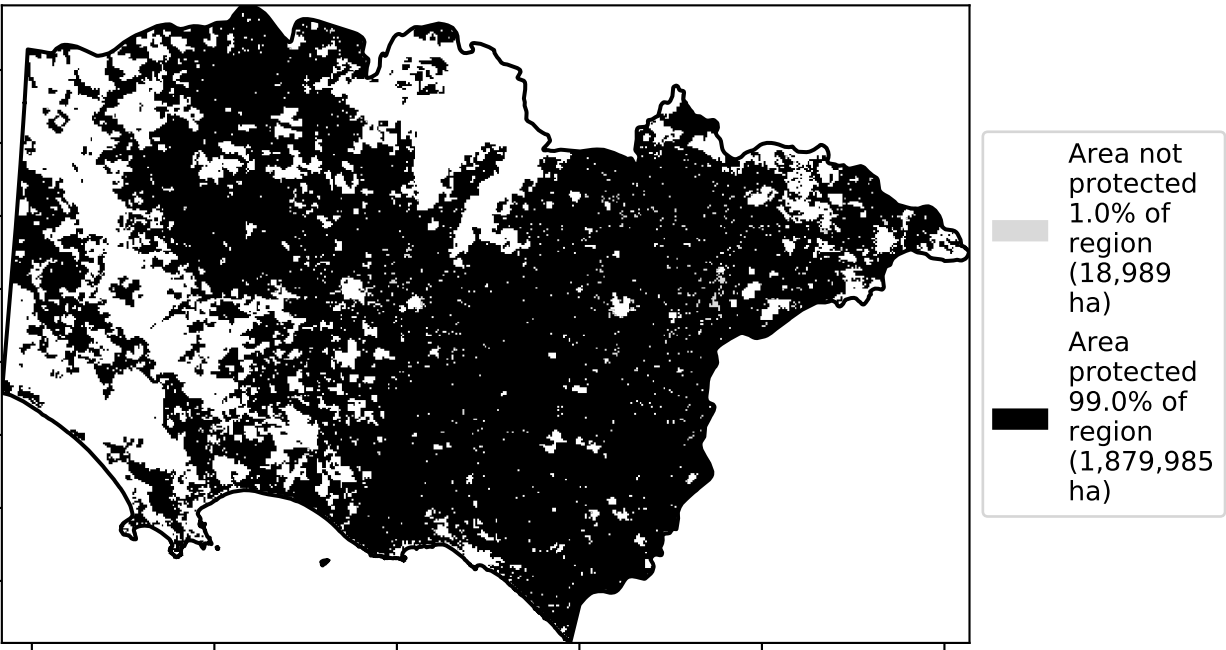 Area not
protected
1.0% of
region
(18,989
ha)
Area
protected
99.0% of
region
(1,879,985
ha)